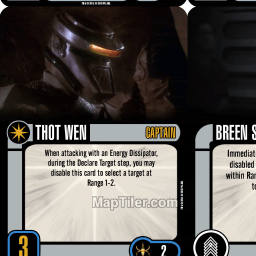 THOT WEN
CAPTAIN
When attacking with an Energy Dissipator,
during the Declare Target step, you may
disable this card to select a target at
Range 1-2.
MapTiler.com
3
2
BREEN S
Immediat
disabled
within Ran